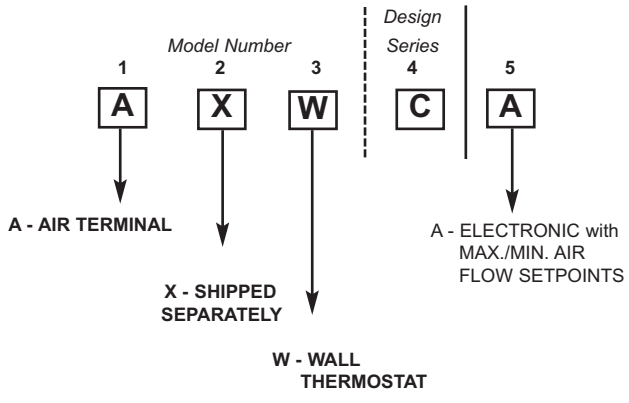 Design
Model Number Series
1 2 3 4 5
A X W C A
A - AIR TERMINAL
A - ELECTRONIC with
MAX./MIN. AIR
FLOW SETPOINTS
X - SHIPPED
SEPARATELY
W - WALL
THERMOSTAT